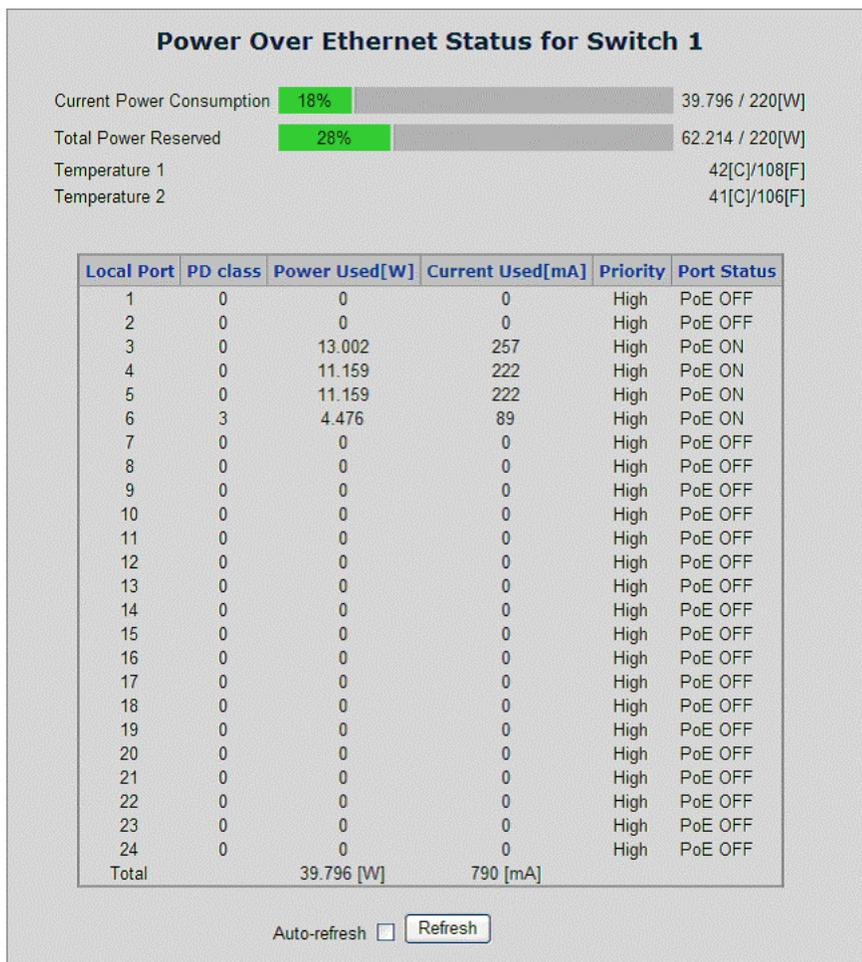 Power Over Ethernet Status for Switch 1
Current Power Consumption 18% 39.796 / 220[W]
Total Power Reserved 28% 62.214 / 220[W]
Temperature 1 42[C]/108[F]
Temperature 2 41[C]/106[F]
Local Port PD class Power Used[W] Current Used[mA] Priority Port Status
1 0 0 0 High PoE OFF
2 0 0 0 High PoE OFF
3 0 13.002 257 High PoE ON
4 0 11.159 222 High PoE ON
5 0 11.159 222 High PoE ON
6 3 4.476 89 High PoE ON
7 0 0 0 High PoE OFF
8 0 0 0 High PoE OFF
9 0 0 0 High PoE OFF
10 0 0 0 High PoE OFF
11 0 0 0 High PoE OFF
12 0 0 0 High PoE OFF
13 0 0 0 High PoE OFF
14 0 0 0 High PoE OFF
15 0 0 0 High PoE OFF
16 0 0 0 High PoE OFF
17 0 0 0 High PoE OFF
18 0 0 0 High PoE OFF
19 0 0 0 High PoE OFF
20 0 0 0 High PoE OFF
21 0 0 0 High PoE OFF
22 0 0 0 High PoE OFF
23 0 0 0 High PoE OFF
24 0 0 0 High PoE OFF
Total 39.796 [W] 790 [mA]
Auto-refresh Refresh